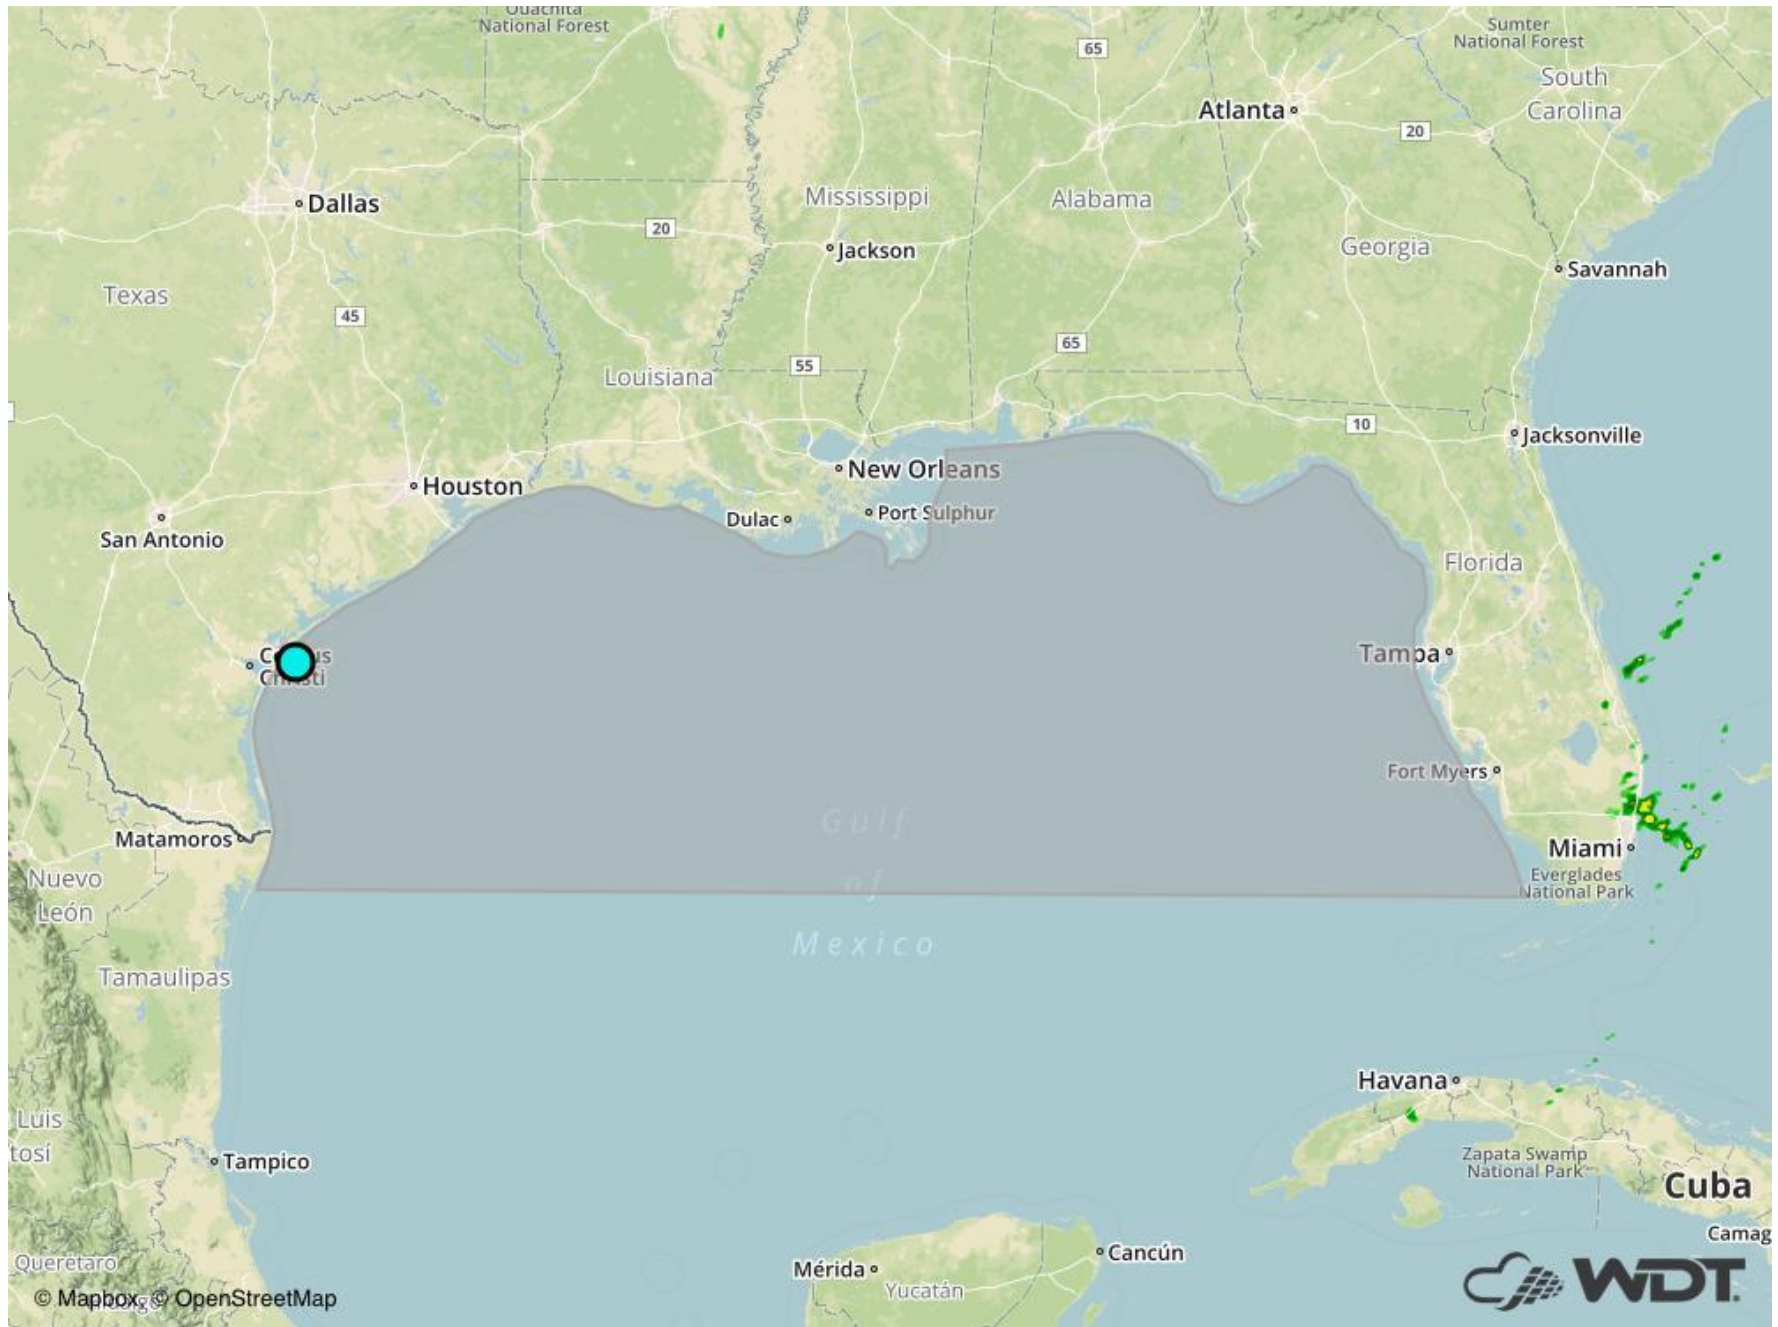 Ouachita
National Forest
Sumter
National Forest
65
South
Carolina
Atlanta
20
Dallas
Mississippi
Alabama
20
Jackson
Georgia
Savannah
Texas
45
65
55
Louisiana
10
Jacksonville
New Orleans
Houston
Dulac
Port Sulphur
San Antonio
Florida
Tampa
Corpus
Christi
Fort Myers
Gulf
of
Mexico
Matamoros
Miami
Everglades
National Park
Nuevo
León
Tamaulipas
Havana
Luis
tosí
Tampico
Zapata Swamp
National Park
Cuba
Camag
Cancún
Querétaro
Mérida
Yucatán
© Mapbox, © OpenStreetMap
WDT